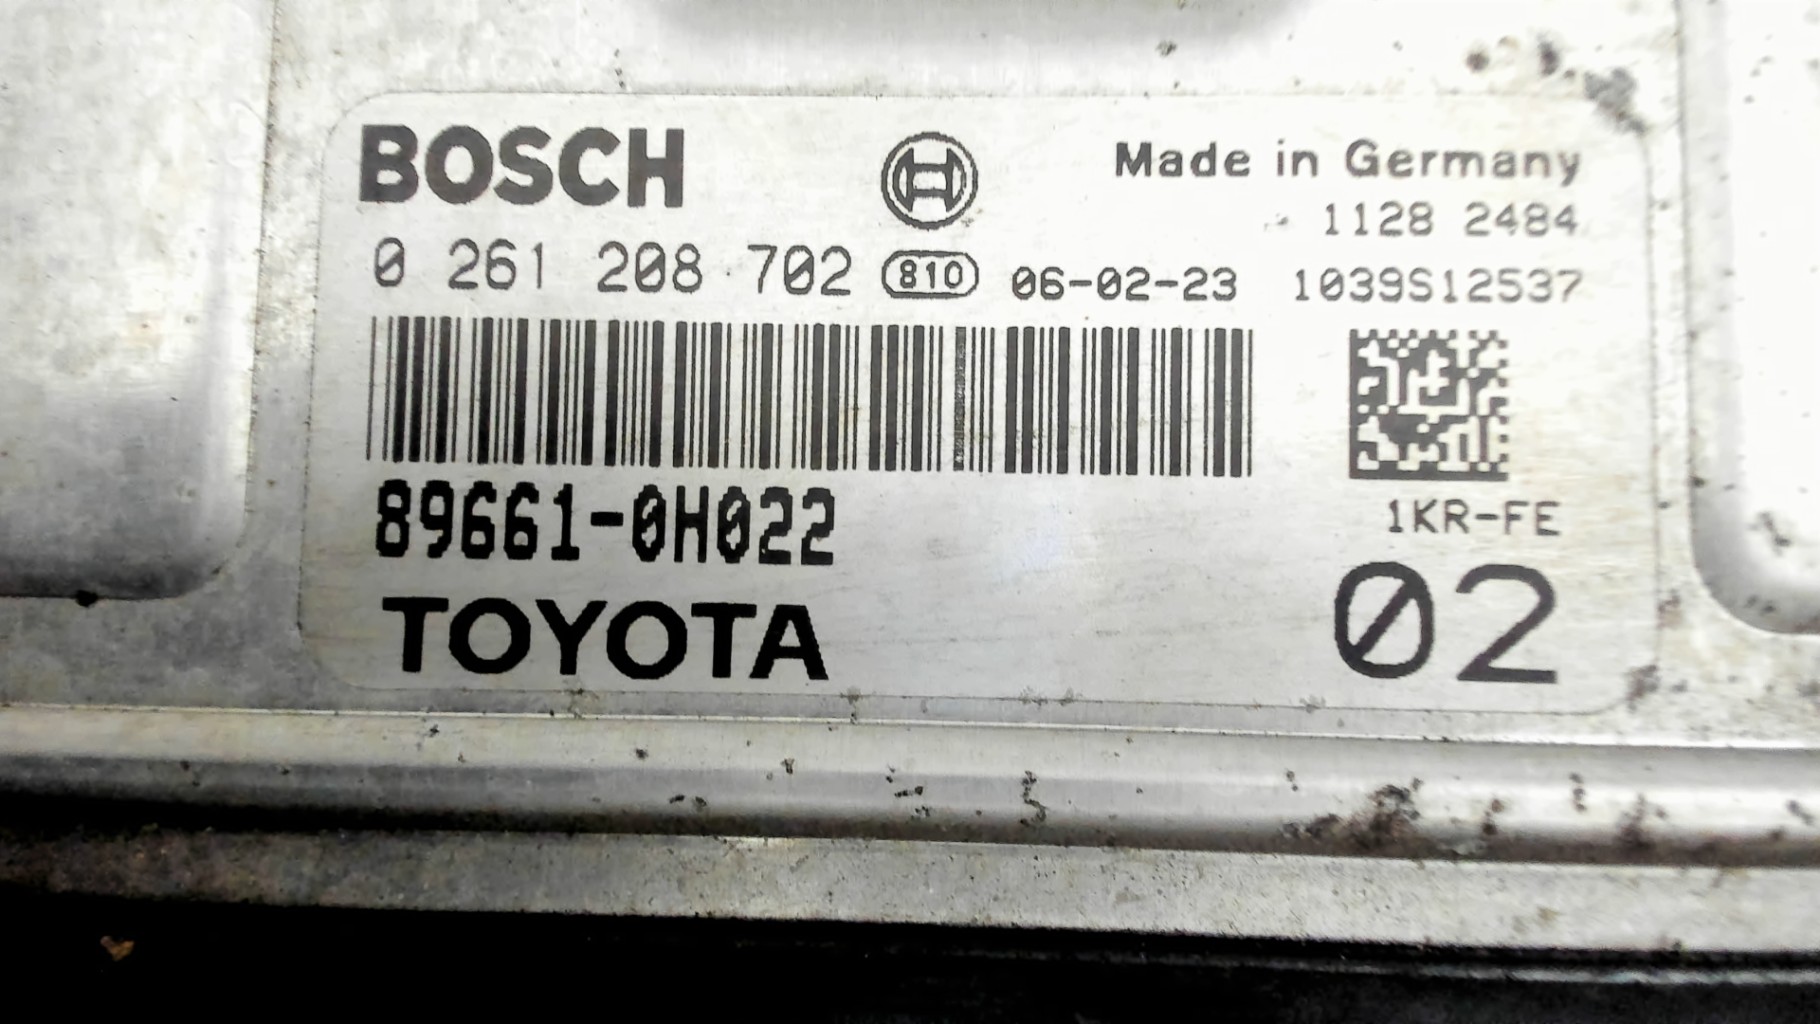 BOSCH
Made in Germany
1128 2484
0 261 208 702 810 06-02-23 1039S12537
89661-0H022
1KR-FE
TOYOTA
02